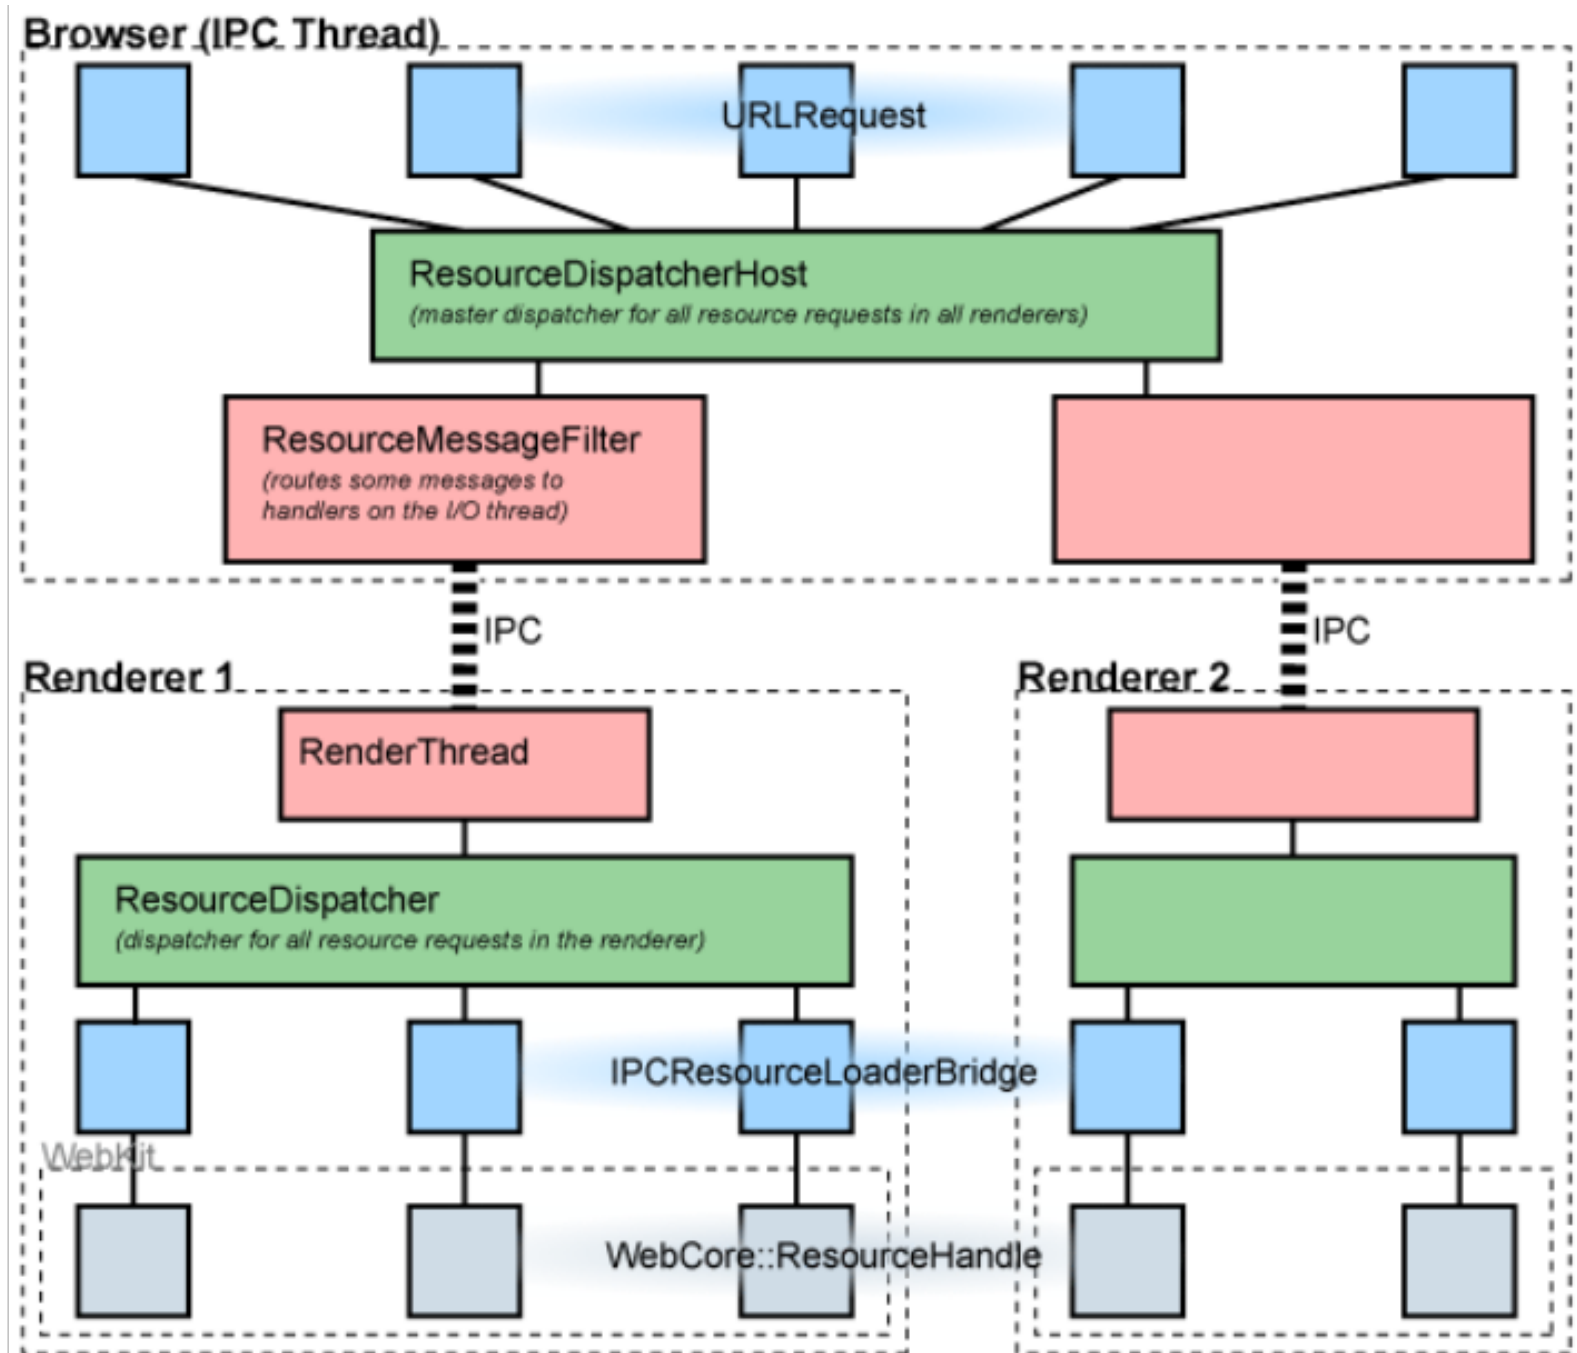 Browser (IPC Thread)
URLRequest
ResourceDispatcherHost
(master dispatcher for all resource requests in all renderers)
ResourceMessageFilter
(routes some messages to
handlers on the I/O thread)
IPC
IPC
Renderer 1
Renderer 2
RenderThread
ResourceDispatcher
(dispatcher for all resource requests in the renderer)
IPCResourceLoaderBridge
WebKit
WebCore::ResourceHandle